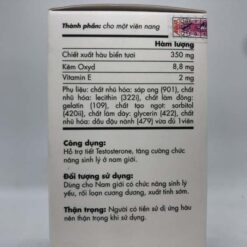 Thành phần: cho một viên nang
Hàm lượng
Chiết xuất hàu biển tươi 350 mg
Kẽm Oxyd 8,8 mg
Vitamin E 2 mg
Phụ liệu: chất nhũ hóa: sáp ong (901), chất
nhũ hóa: lecithin (322i), chất làm đông:
gelatin (109), chất tạo ngọt: sorbitol
(420ii), chất làm dày: glycerin (422), chất
nhũ hóa: dầu đậu nành (479) vừa đủ 1viên
Công dụng:
Hỗ trợ tiết Testosterone, tăng cường chức
năng sinh lý ở nam giới.
Đối tượng sử dụng:
Dùng cho Nam giới có chức năng sinh lý
yếu, rối loạn cương dương, xuất tinh sớm.
Thận trọng: Người có tiền sử dị ứng hàu
nên thận trọng khi sử dụng.